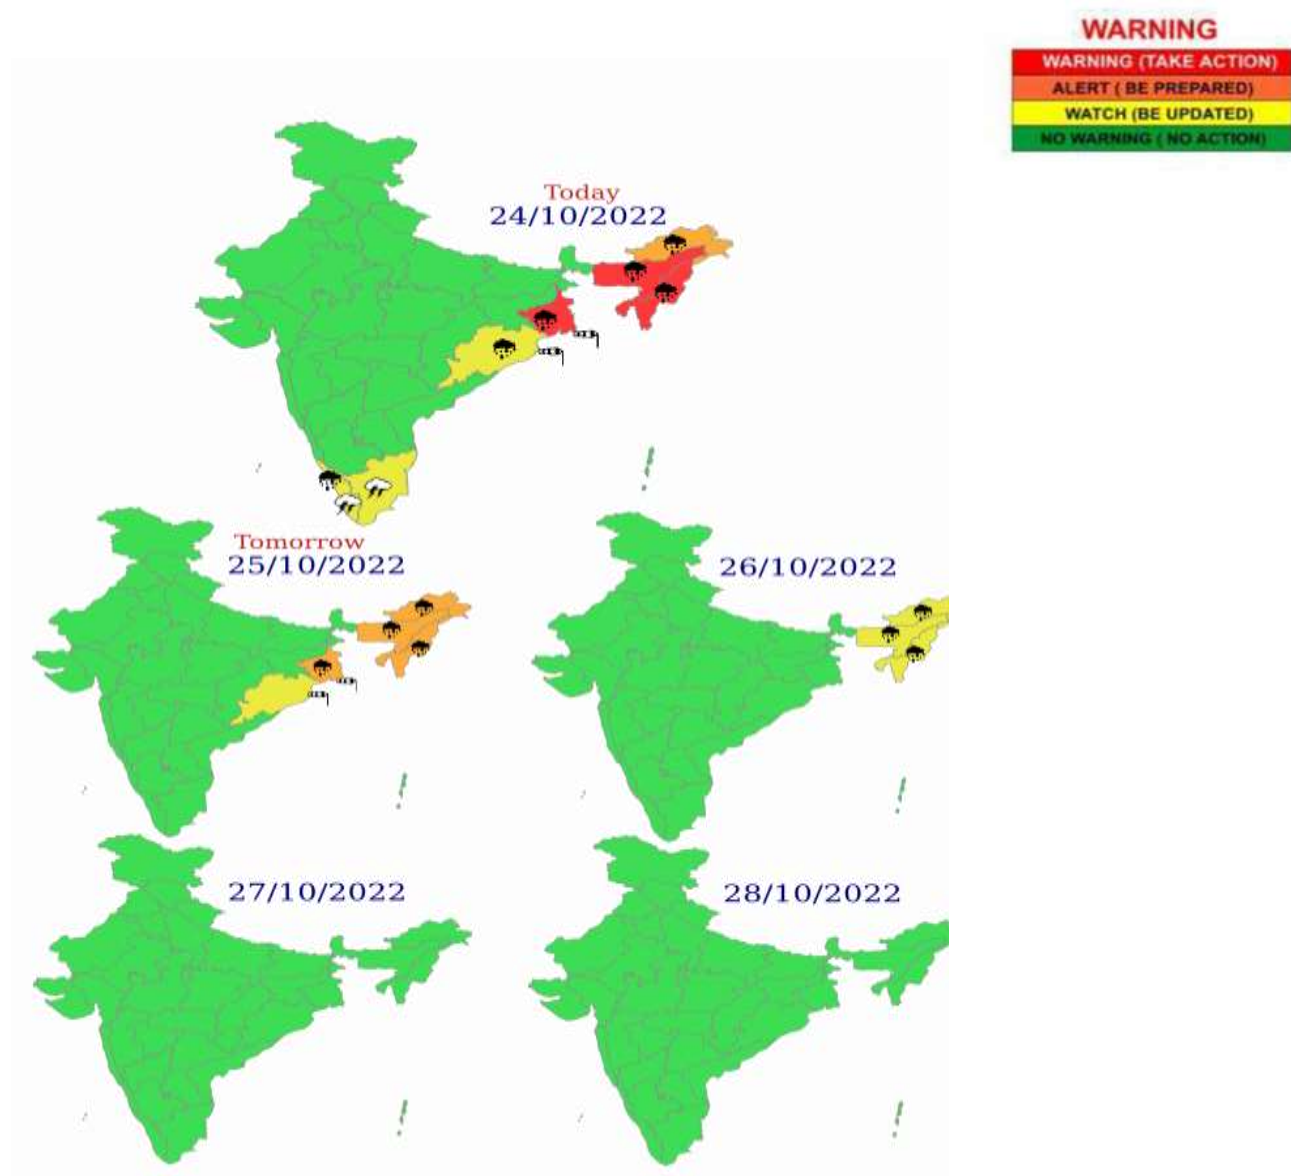 WARNING
WARNING (TAKE ACTION)
ALERT ( BE PREPARED)
WATCH (BE UPDATED)
NO WARNING ( NO ACTION)
Today
24/10/2022
Tomorrow
25/10/2022
26/10/2022
27/10/2022
28/10/2022